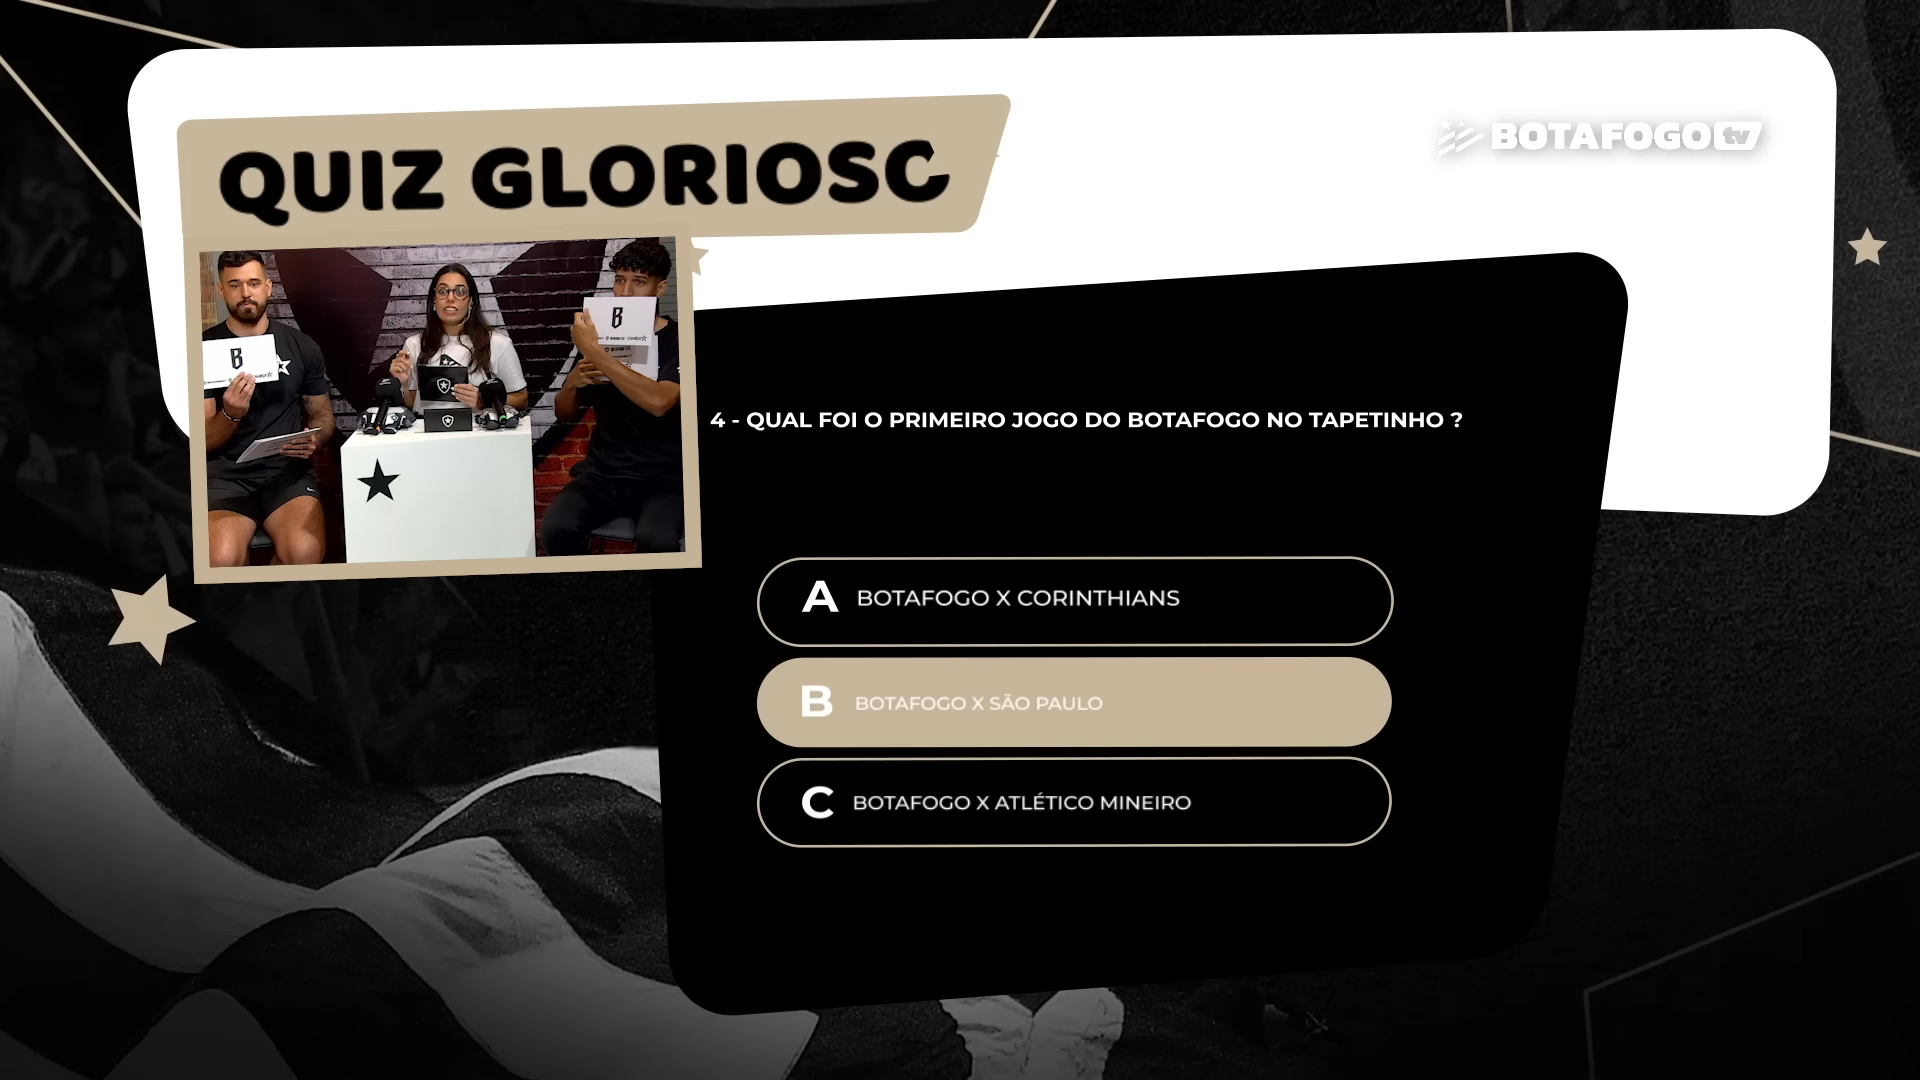 QUIZ GLORIOSO
BOTAFOGO tv
B
B
4 - QUAL FOI O PRIMEIRO JOGO DO BOTAFOGO NO TAPETINHO ?
A BOTAFOGO X CORINTHIANS
B BOTAFOGO X SÃO PAULO
C BOTAFOGO X ATLÉTICO MINEIRO